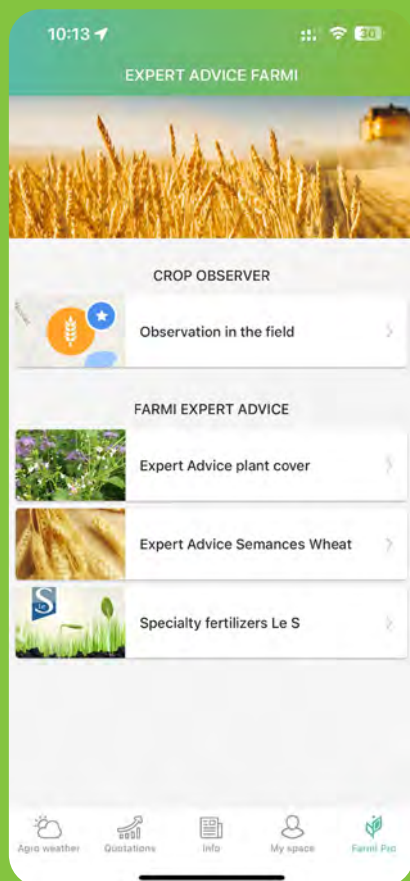 10:13
30
EXPERT ADVICE FARMI
CROP OBSERVER
Observation in the field
FARMI EXPERT ADVICE
Expert Advice plant cover
Expert Advice Semances Wheat
S
Le
Specialty fertilizers Le S
Agro weather
Quotations
Info
My space
Farmi Pro